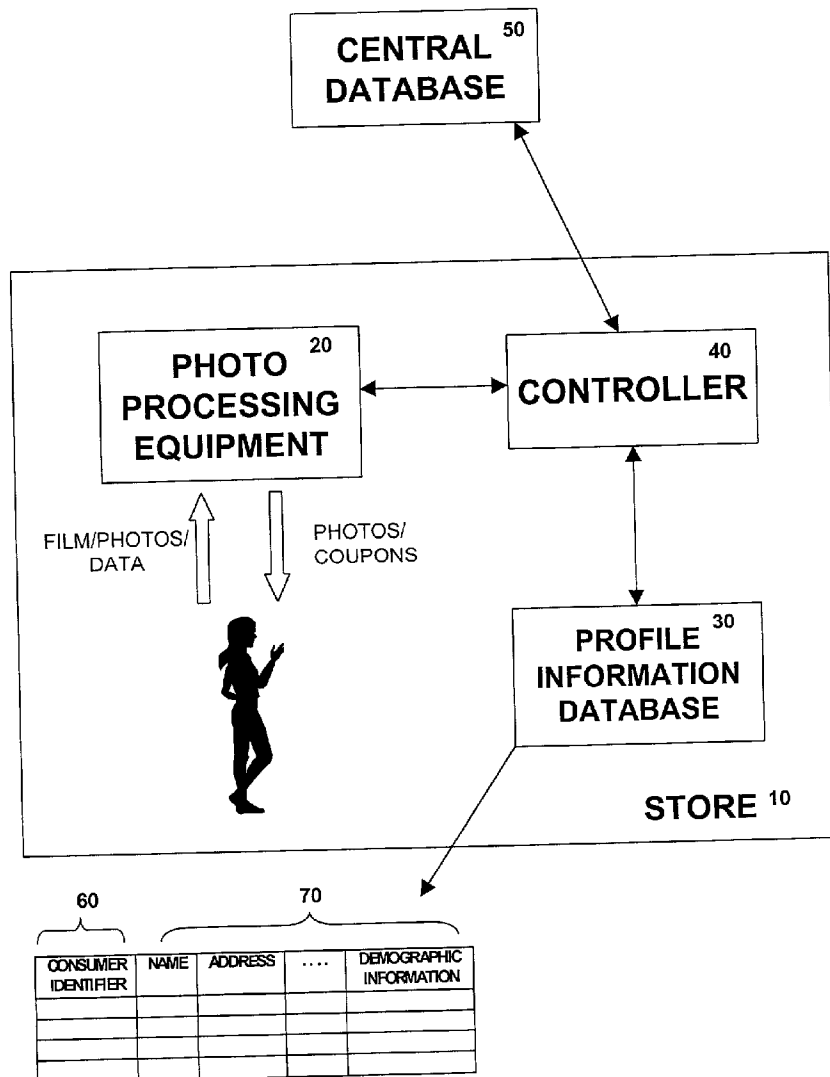 50
CENTRAL
DATABASE
20
PHOTO
PROCESSING
EQUIPMENT
40
CONTROLLER
FILM/PHOTOS/
DATA
PHOTOS/
COUPONS
30
PROFILE
INFORMATION
DATABASE
STORE 10
60
70
CONSUMER
IDENTIFIER
NAME
ADDRESS
....
DEMOGRAPHIC
INFORMATION